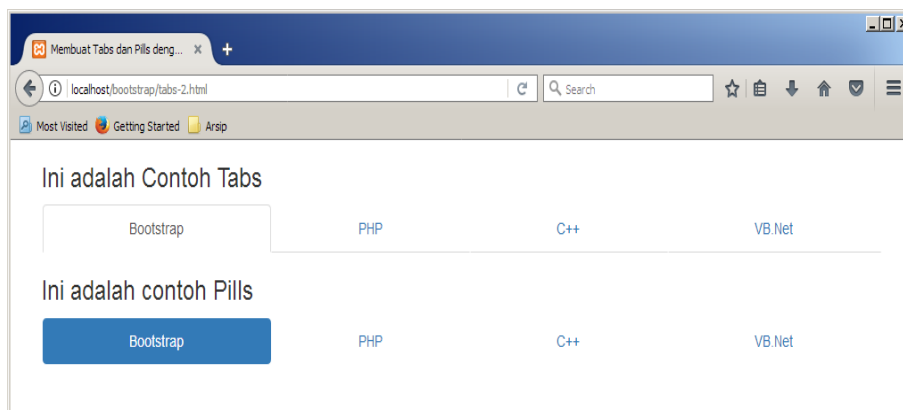 Membuat Tabs dan Pills deng...
localhost/bootstrap/tabs-2.html
Search
Most Visited Getting Started Arsip
Ini adalah Contoh Tabs
Bootstrap PHP C++ VB.Net
Ini adalah contoh Pills
Bootstrap PHP C++ VB.Net